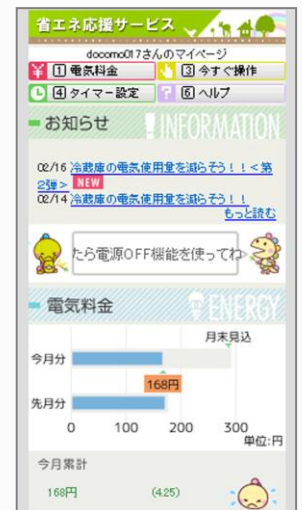 省エネ応援サービス
docomo017さんのマイページ
¥ 1 電気料金 3 今すぐ操作
4 タイマー設定 ? 6 ヘルプ
お知らせ INFORMATION
02/16 冷蔵庫の電気使用量を減らそう！！＜第
2弾＞ NEW
02/14 冷蔵庫の電気使用量を減らそう！！
もっと読む
たら電源OFF機能を使ってね
電気料金 ENERGY
月末見込
今月分
168円
先月分
0 100 200 300
単位:円
今月累計
168円 (425)